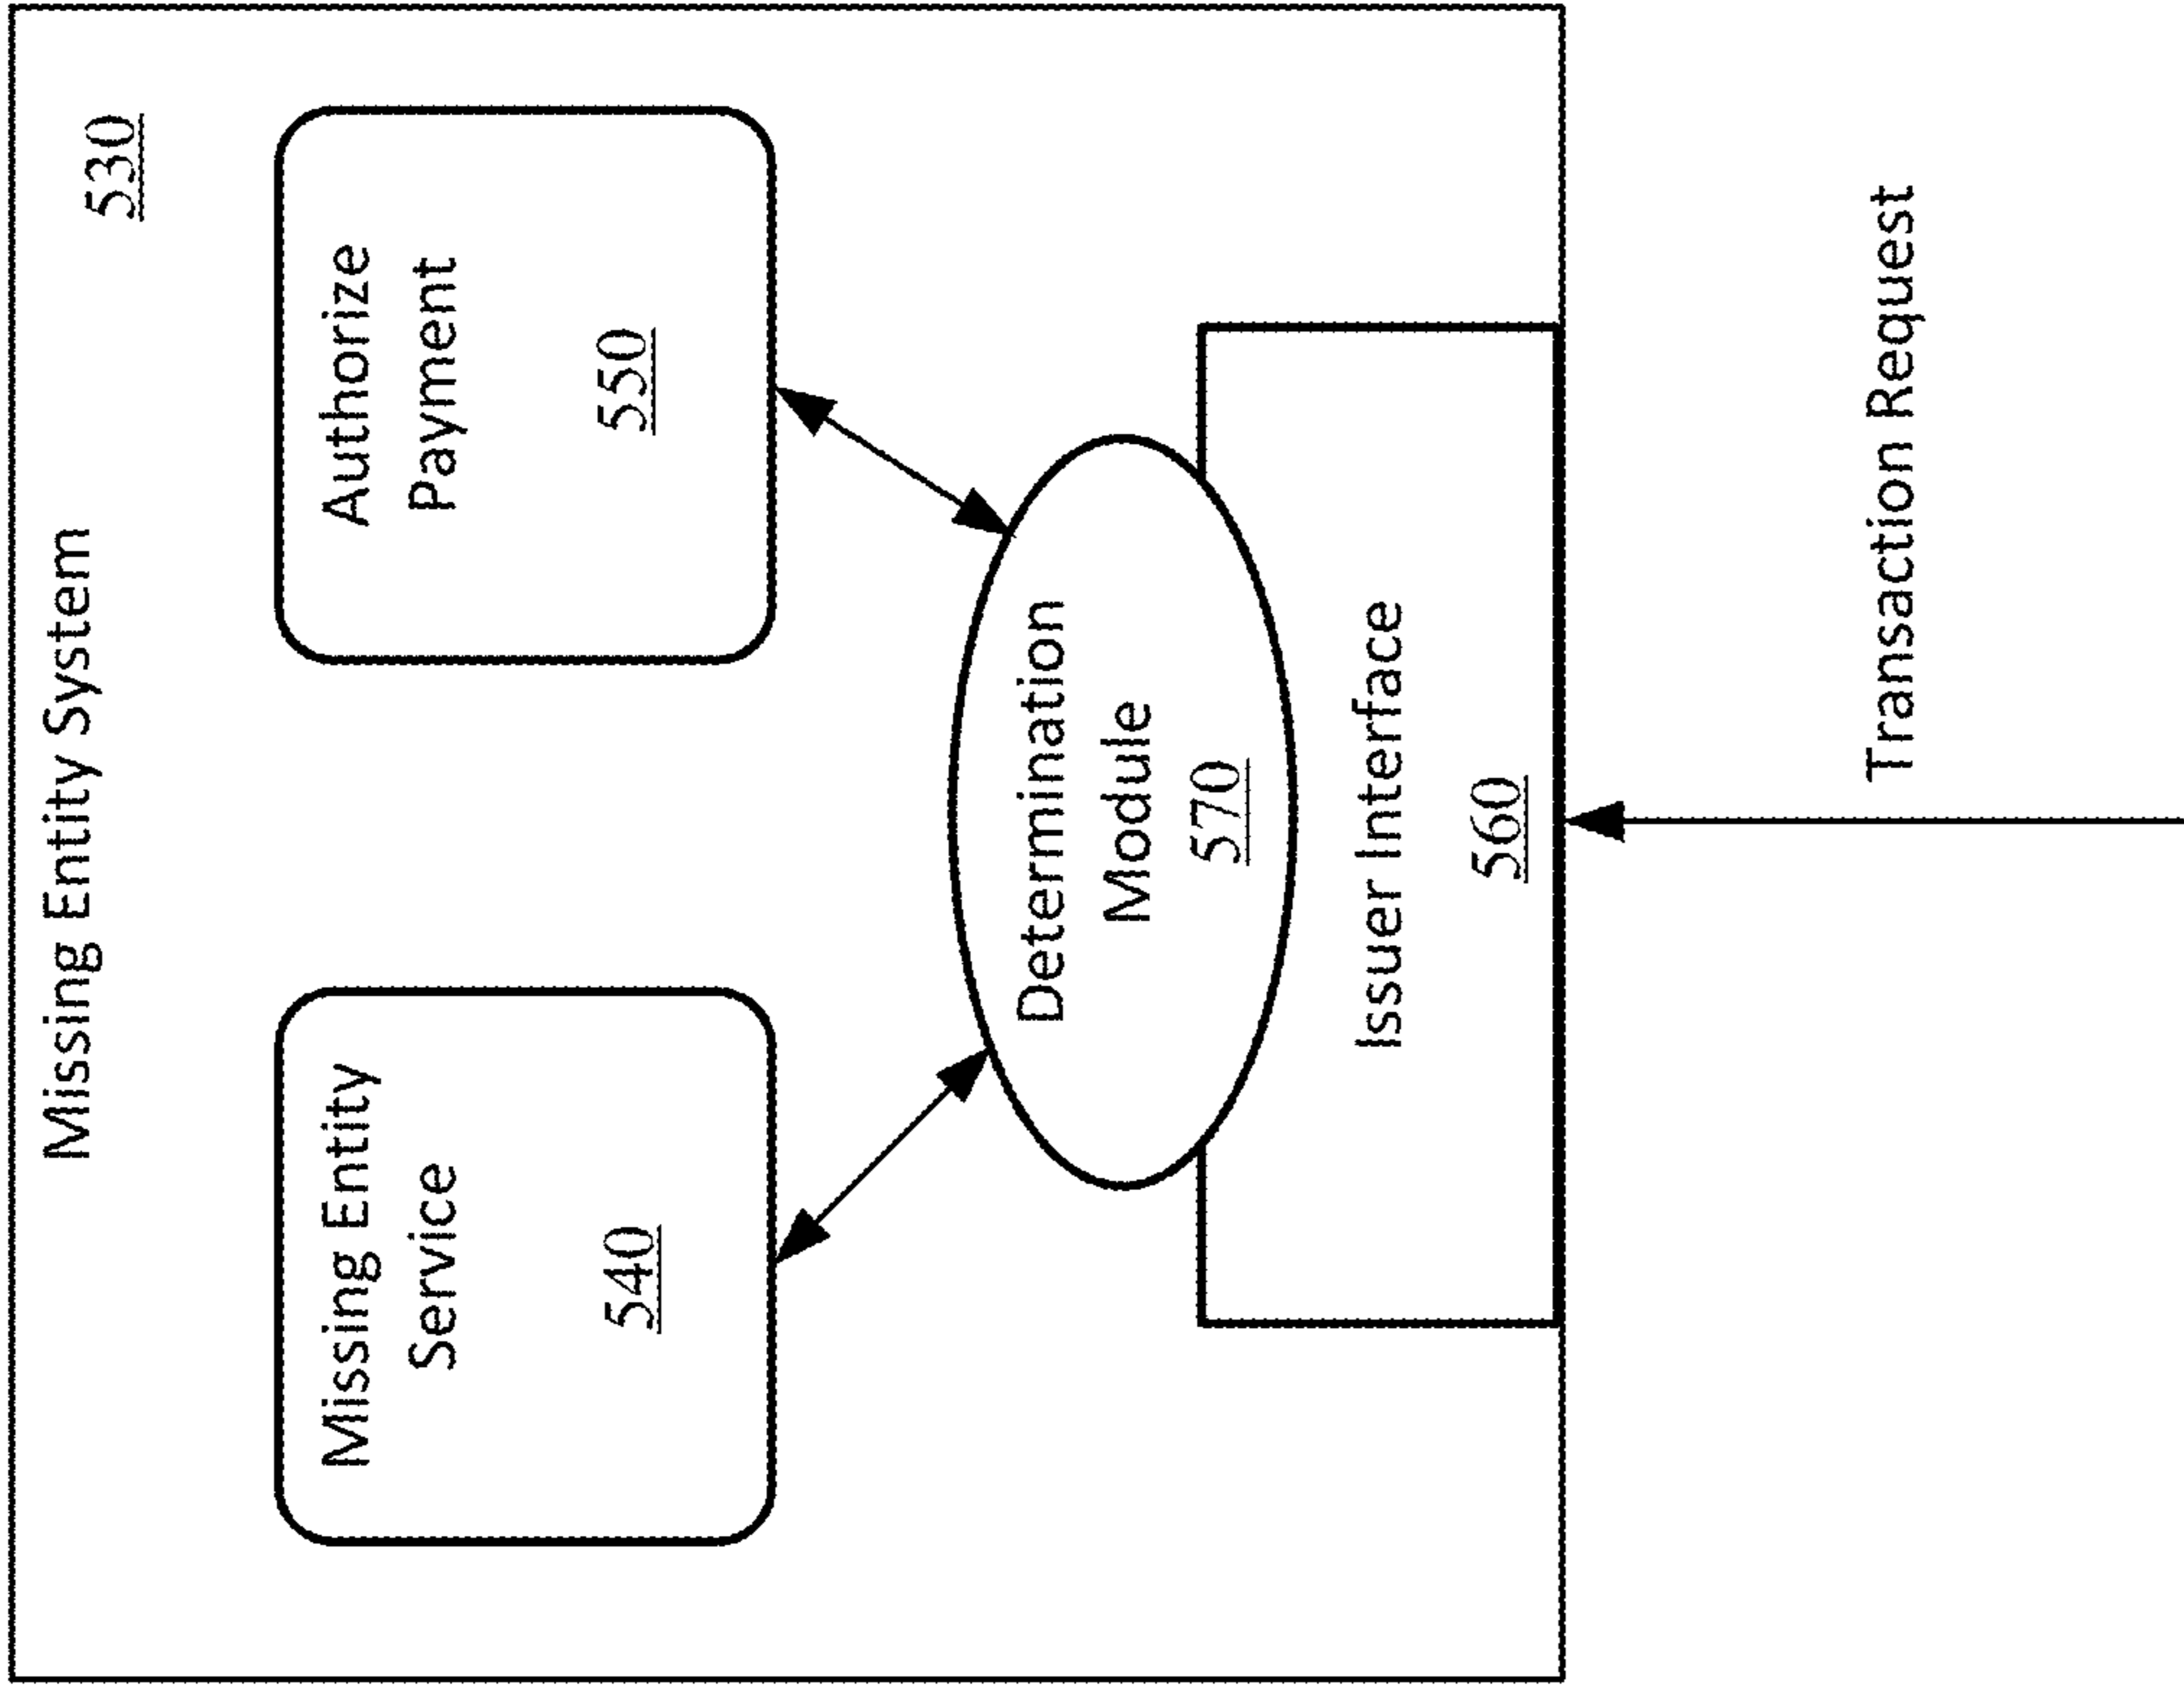 Missing Entity System
530
Missing Entity
Service
540
Authorize
Payment
550
Determination
Module
570
Issuer Interface
560
Transaction Request